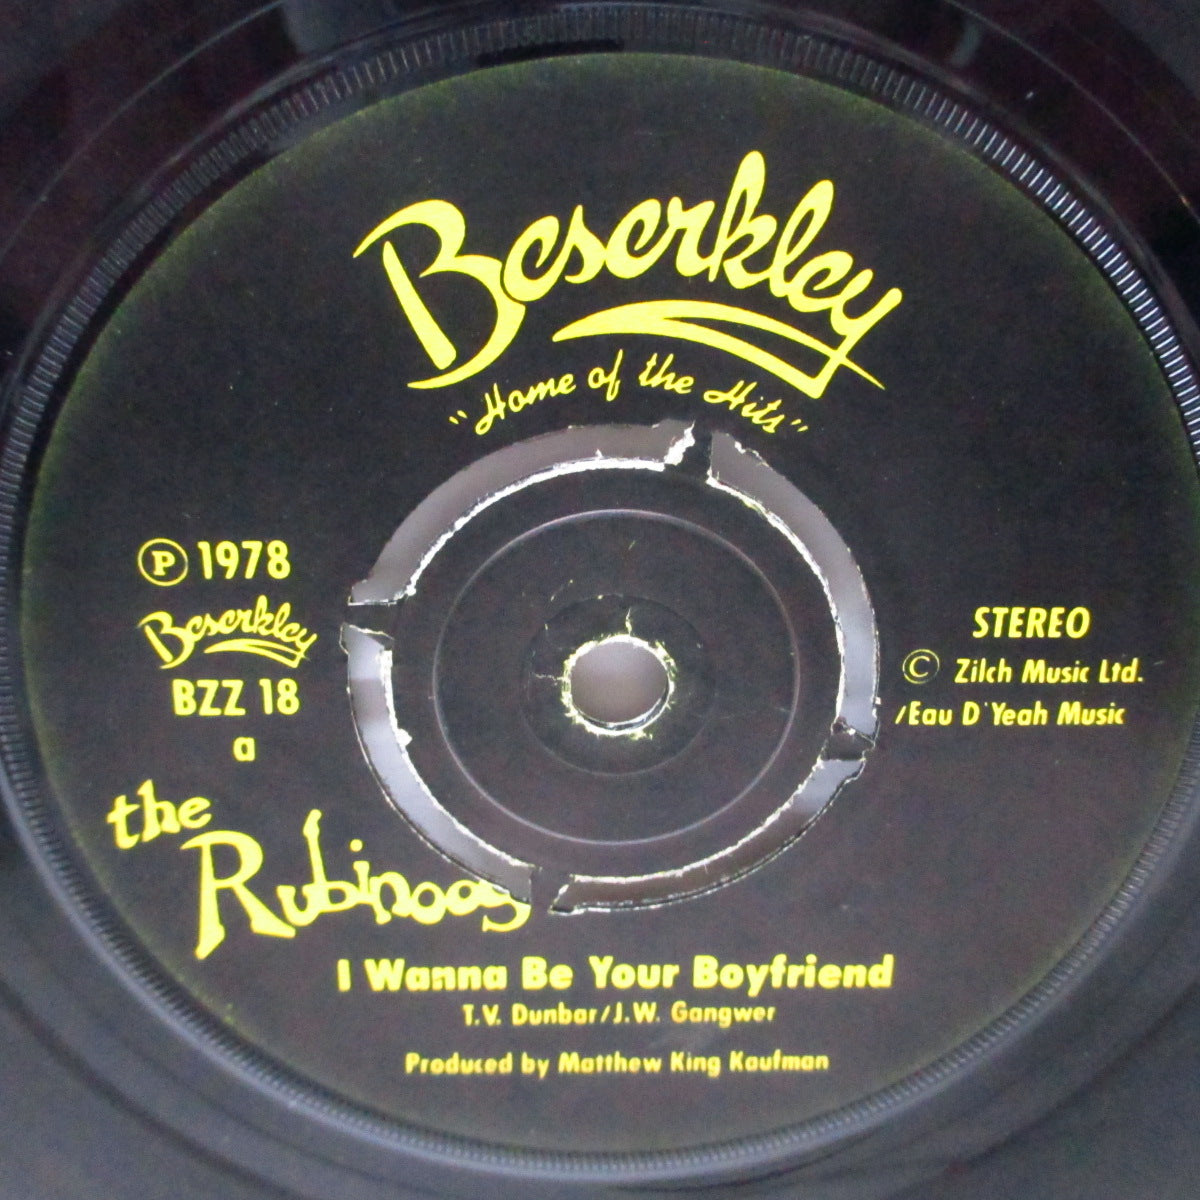 Beserkley
"Home of the Hits"
Ⓟ 1978
Beserkley
BZZ 18
a
STEREO
© Zilch Music Ltd.
/Eau D'Yeah Music
the
Rubinoos
I Wanna Be Your Boyfriend
T.V. Dunbar/J.W. Gangwer
Produced by Matthew King Kaufman